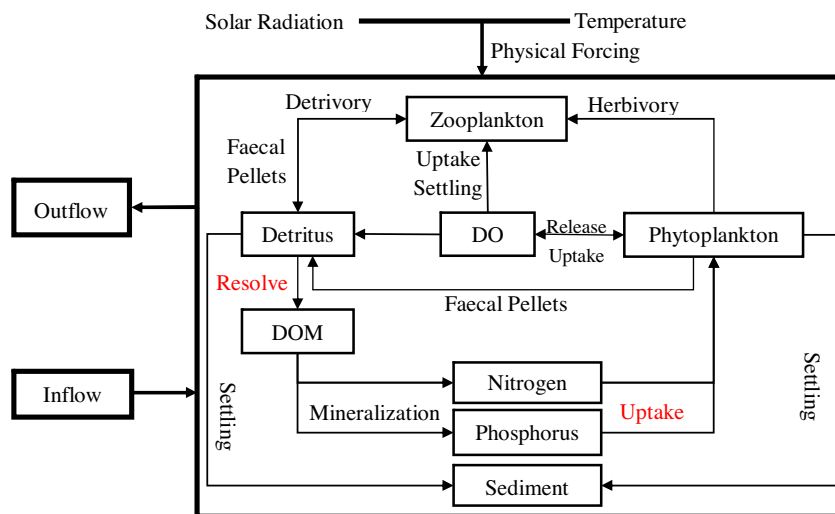 Solar Radiation
Temperature
Physical Forcing
Detrivory
Zooplankton
Herbivory
Faecal
Pellets
Uptake
Settling
Outflow
Detritus
DO
Release
Uptake
Phytoplankton
Resolve
Faecal Pellets
DOM
Inflow
Settling
Nitrogen
Mineralization
Uptake
Phosphorus
Settling
Sediment